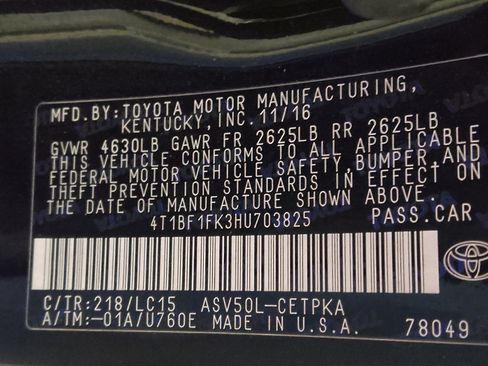 MFD. BY: TOYOTA MOTOR MANUFACTURING,
KENTUCKY, INC. 11/16
GVWR 4630LB GAWR FR 2625LB RR 2625LB
THIS VEHICLE CONFORMS TO ALL APPLICABLE
FEDERAL MOTOR VEHICLE SAFETY, BUMPER, AND
THEFT PREVENTION STANDARDS IN EFFECT ON
THE DATE OF MANUFACTURE SHOWN ABOVE.
4T1BF1FK3HU703825 PASS. CAR
C/TR: 218/LC15 ASV50L-CETPKA
A/TM: -01A/U760E MADE IN U.S.A. 78049
TOYOTA